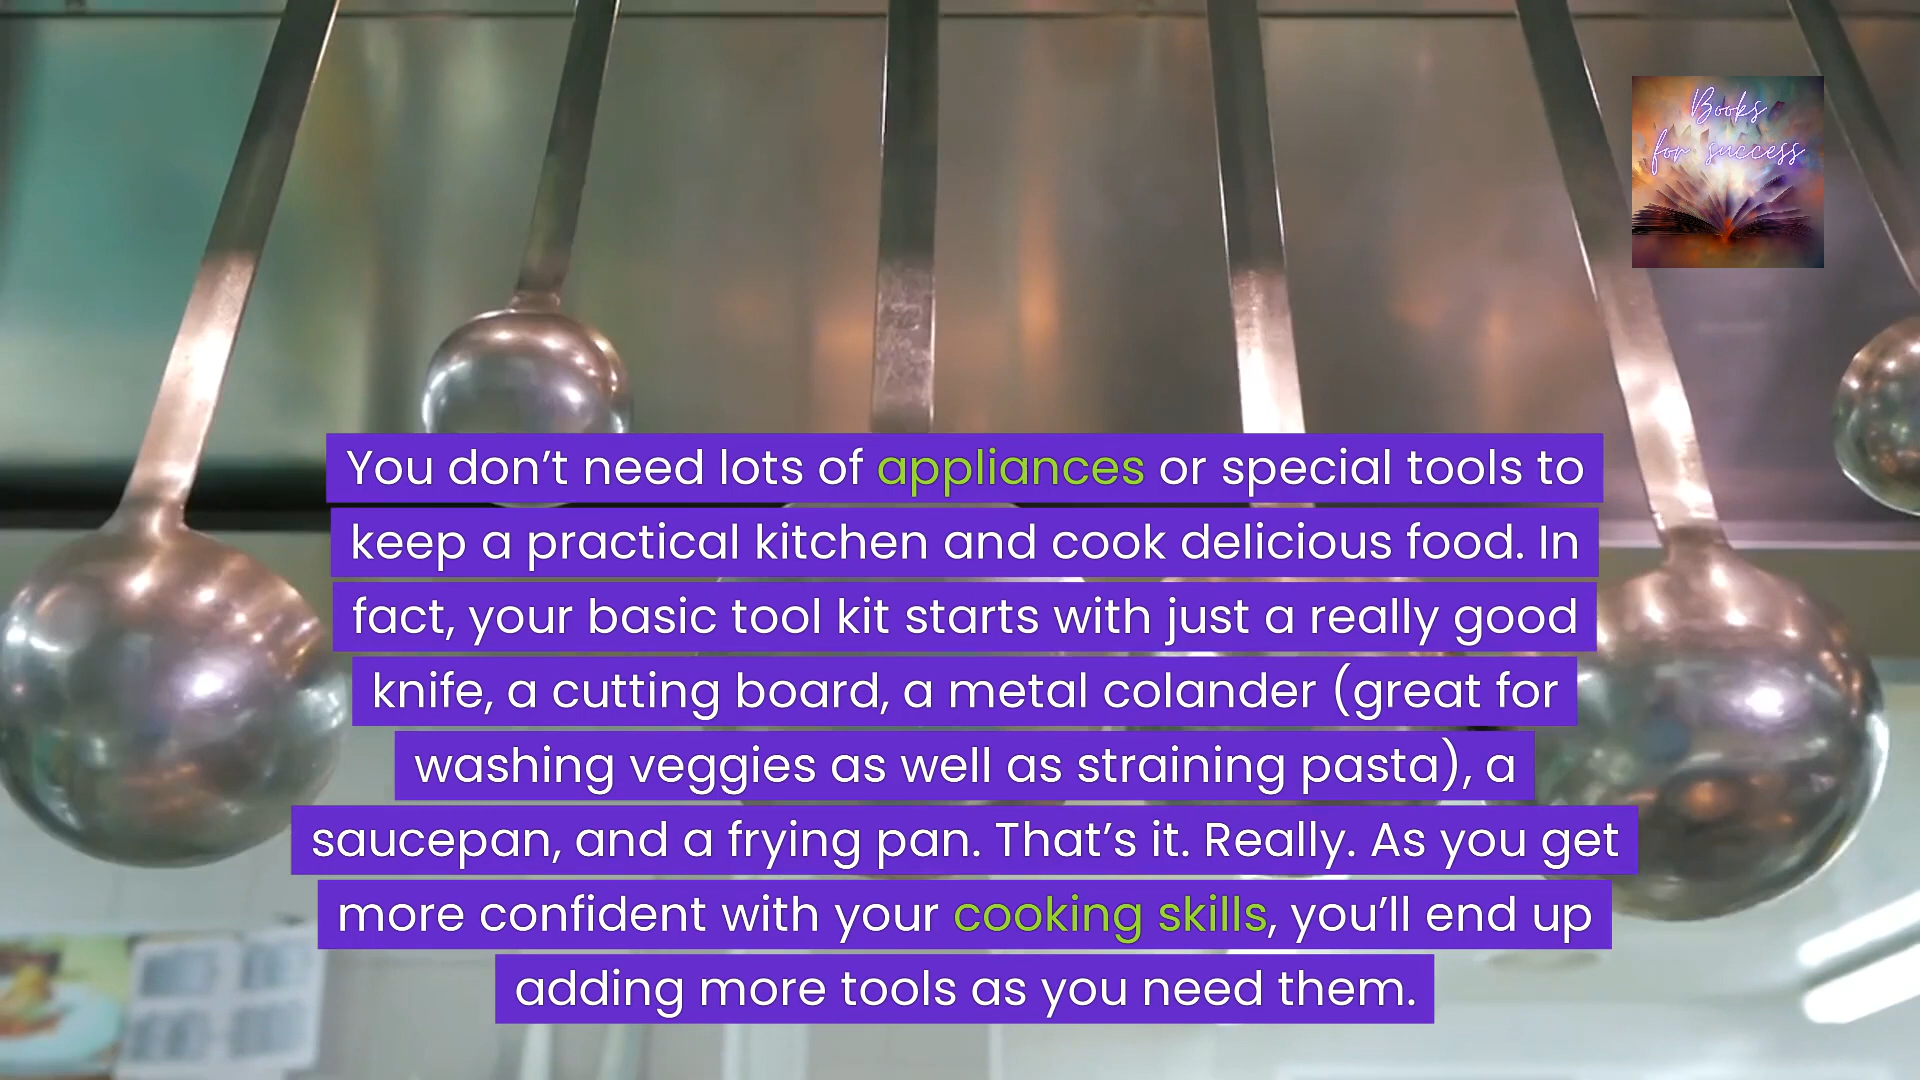 Books
for success
You don’t need lots of appliances or special tools to
keep a practical kitchen and cook delicious food. In
fact, your basic tool kit starts with just a really good
knife, a cutting board, a metal colander (great for
washing veggies as well as straining pasta), a
saucepan, and a frying pan. That’s it. Really. As you get
more confident with your cooking skills, you’ll end up
adding more tools as you need them.